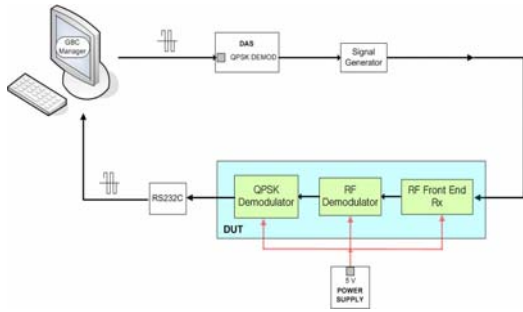 GBC
Manager
DAS
QPSK DEMOD
Signal
Generator
RS232C
QPSK
Demodulator
RF
Demodulator
RF Front End
Rx
DUT
5 V
POWER
SUPPLY